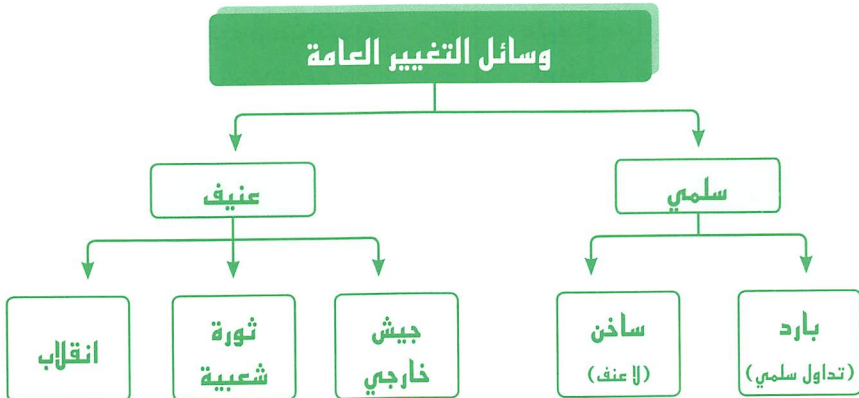 وسائل التغيير العامة
سلمي
عنيف
بارد
(تداول سلمي)
ساخن
(لا عنف)
جيش
خارجي
ثورة
شعبية
انقلاب